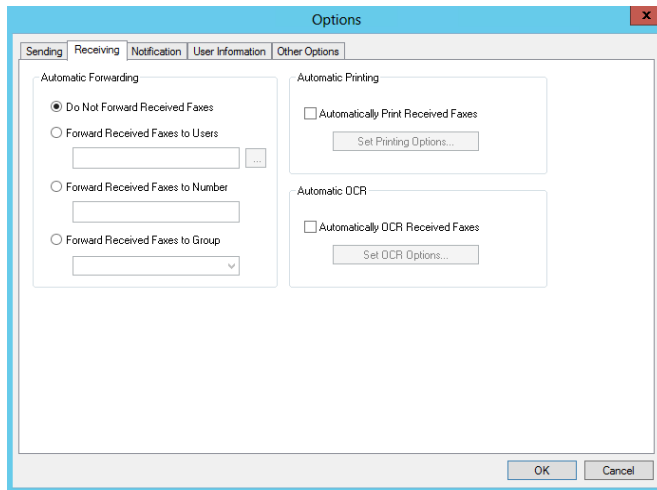 Options
x
Sending Receiving Notification User Information Other Options
Automatic Forwarding
Do Not Forward Received Faxes
Forward Received Faxes to Users
...
Forward Received Faxes to Number
Forward Received Faxes to Group
Automatic Printing
Automatically Print Received Faxes
Set Printing Options...
Automatic OCR
Automatically OCR Received Faxes
Set OCR Options...
OK Cancel